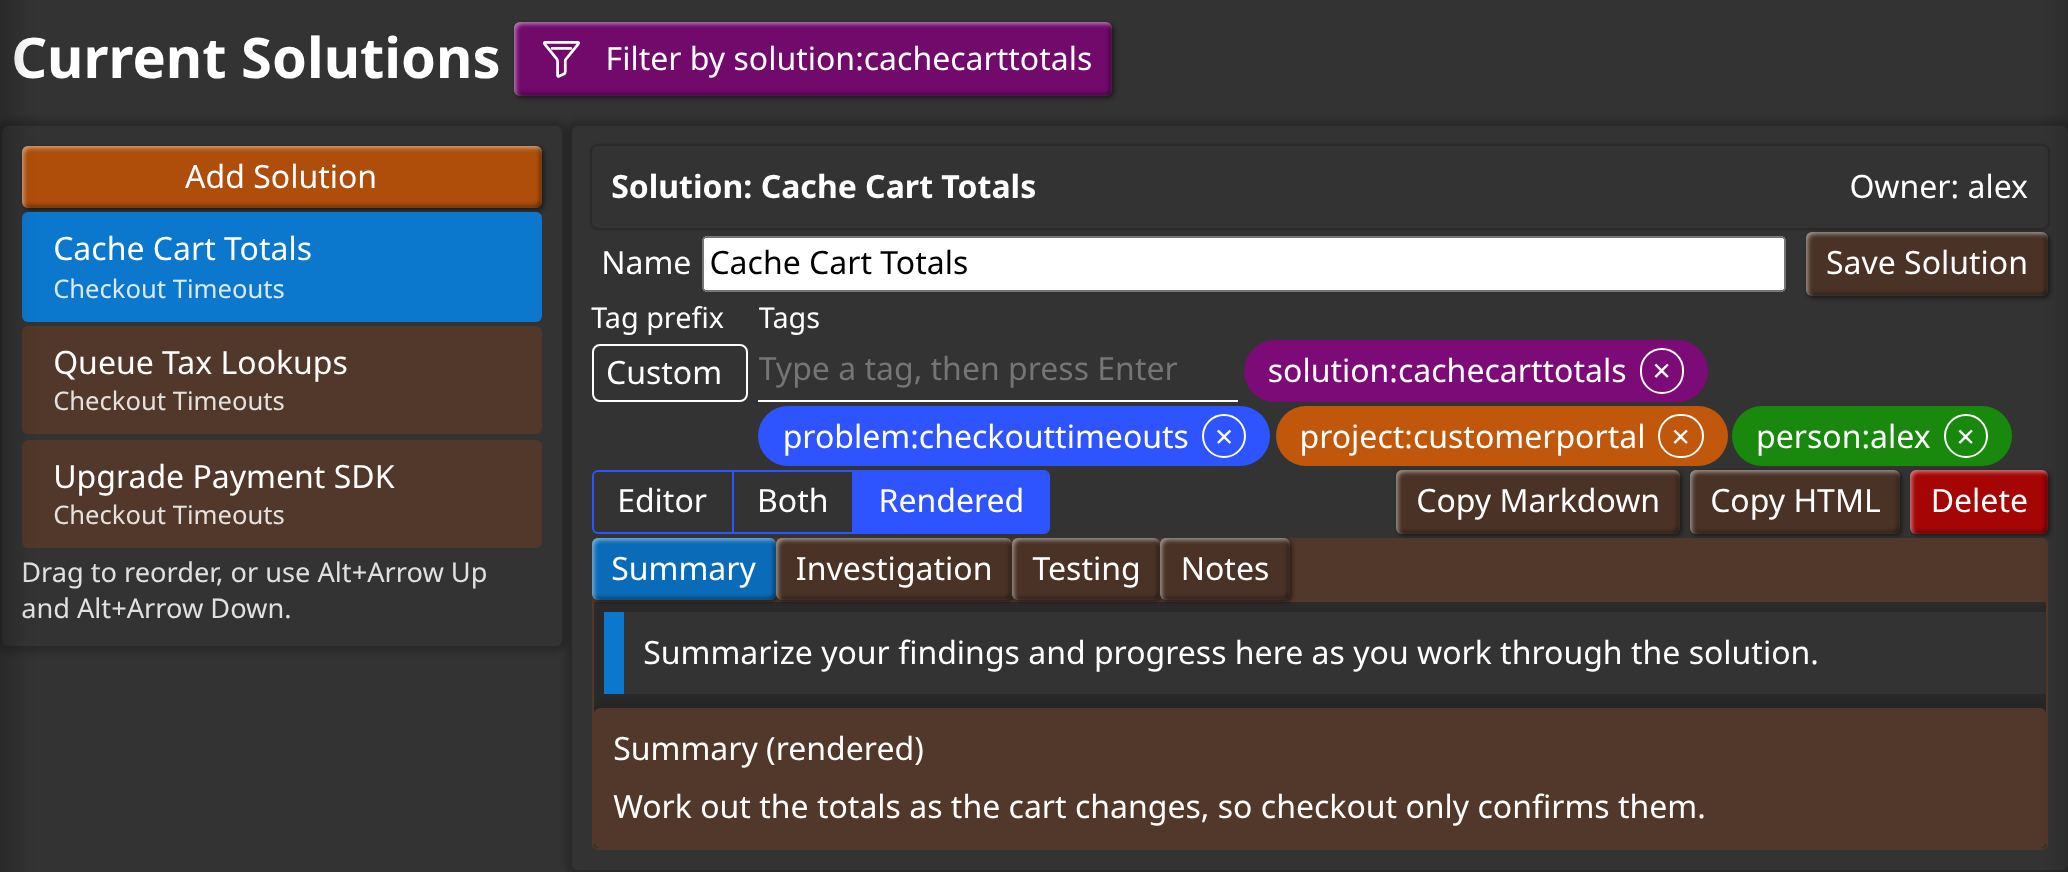 Current Solutions
Filter by solution:cachecarttotals
Add Solution
Cache Cart Totals
Checkout Timeouts
Queue Tax Lookups
Checkout Timeouts
Upgrade Payment SDK
Checkout Timeouts
Drag to reorder, or use Alt+Arrow Up
and Alt+Arrow Down.
Solution: Cache Cart Totals
Owner: alex
Name
Cache Cart Totals
Save Solution
Tag prefix
Tags
Custom
Type a tag, then press Enter
solution:cachecarttotals
problem:checkouttimeouts
project:customerportal
person:alex
Editor
Both
Rendered
Copy Markdown
Copy HTML
Delete
Summary
Investigation
Testing
Notes
Summarize your findings and progress here as you work through the solution.
Summary (rendered)
Work out the totals as the cart changes, so checkout only confirms them.